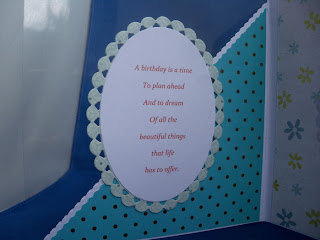 A birthday is a time
To plan ahead
And to dream
Of all the
beautiful things
that life
has to offer.